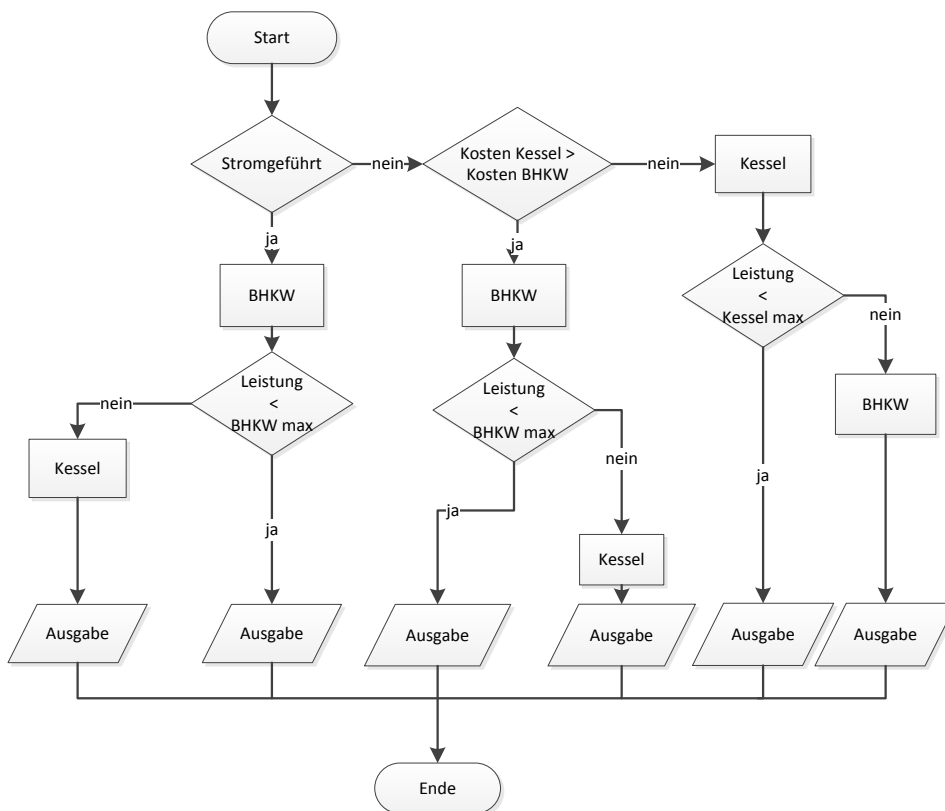 Start
Stromgeführt
nein
Kosten Kessel >
Kosten BHKW
nein
Kessel
ja
BHKW
ja
BHKW
Leistung
<
Kessel max
nein
BHKW
Leistung
<
BHKW max
nein
Kessel
ja
Leistung
<
BHKW max
nein
ja
Kessel
ja
Ausgabe
Ausgabe
Ausgabe
Ausgabe
Ausgabe
Ausgabe
Ende